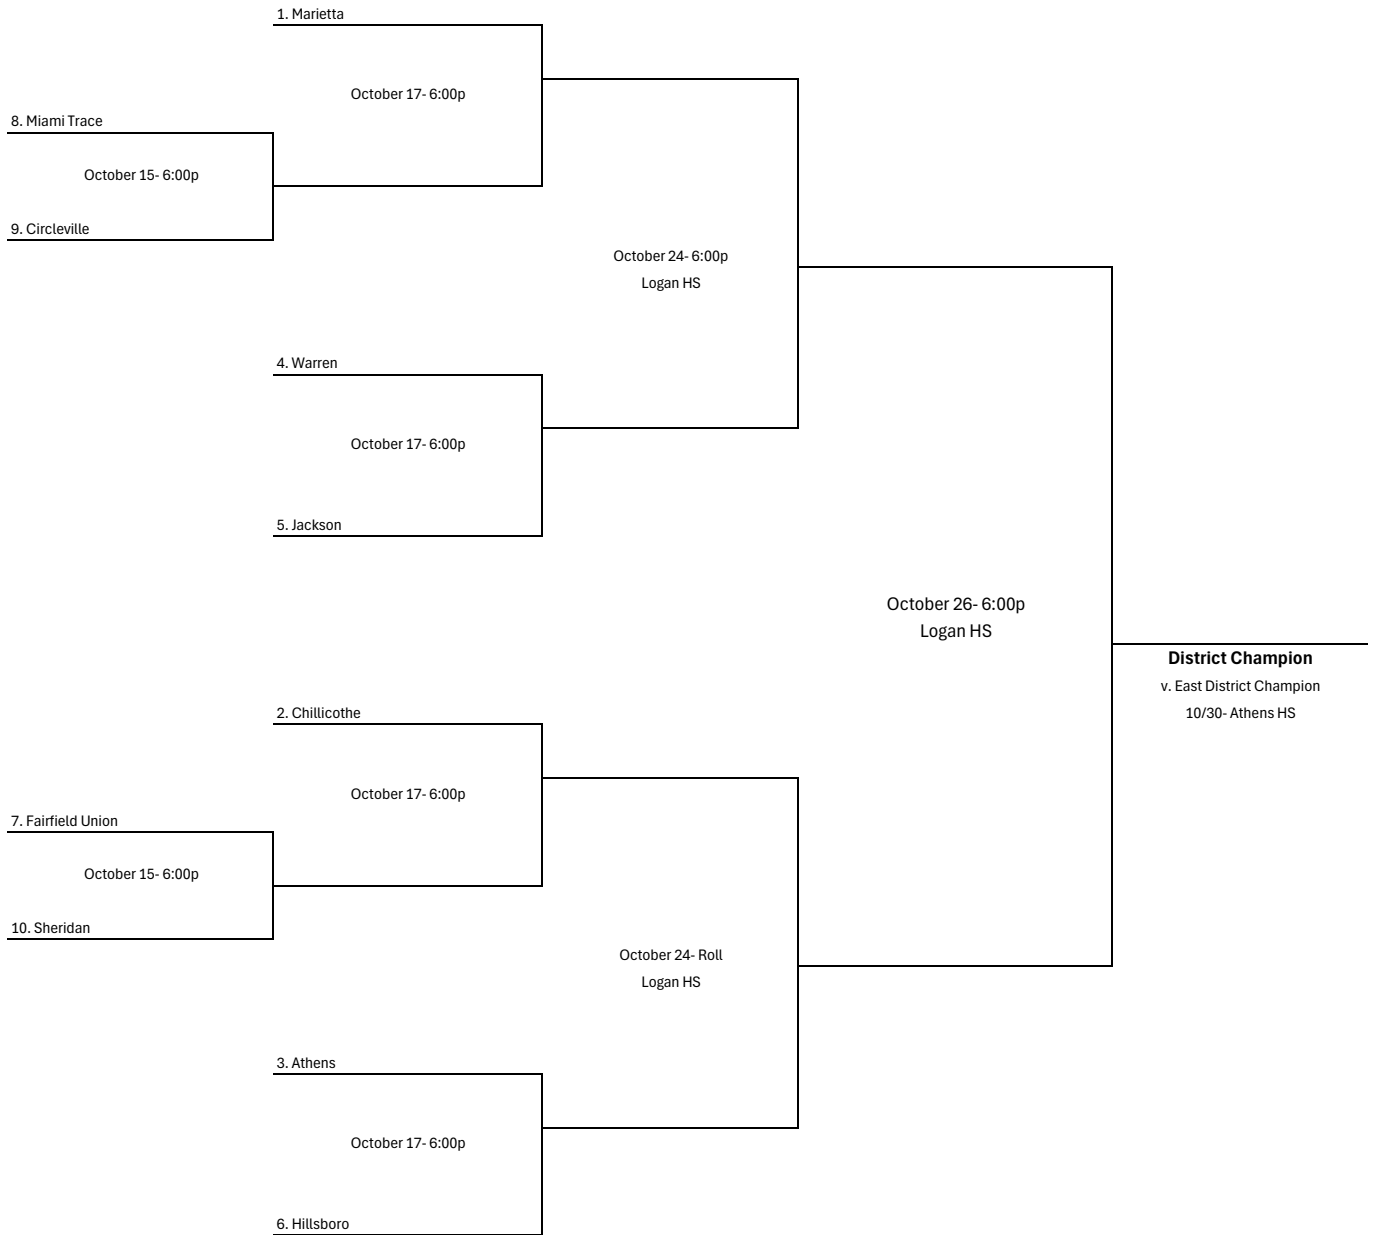 1. Marietta
October 17- 6:00p
8. Miami Trace
October 15- 6:00p
9. Circleville
October 24- 6:00p
Logan HS
4. Warren
October 17- 6:00p
5. Jackson
October 26- 6:00p
Logan HS
District Champion
v. East District Champion
10/30- Athens HS
2. Chillicothe
October 17- 6:00p
7. Fairfield Union
October 15- 6:00p
10. Sheridan
October 24- Roll
Logan HS
3. Athens
October 17- 6:00p
6. Hillsboro